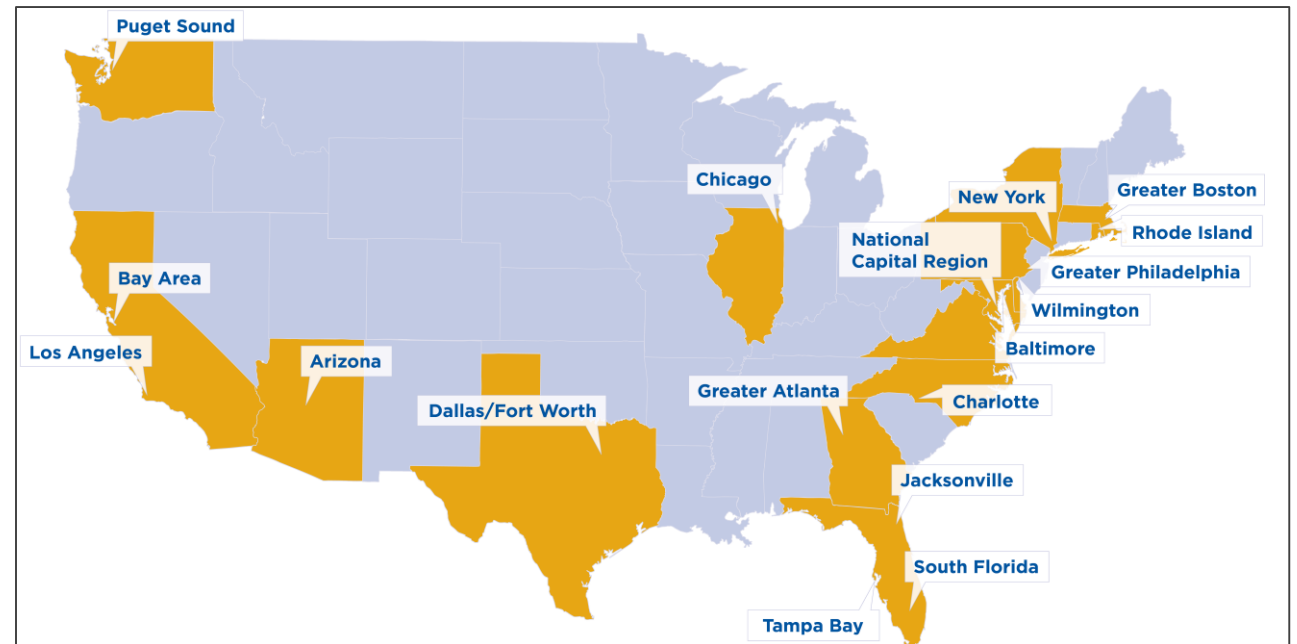 Puget Sound
Chicago
New York
Greater Boston
National
Capital Region
Rhode Island
Bay Area
Greater Philadelphia
Wilmington
Los Angeles
Arizona
Baltimore
Greater Atlanta
Charlotte
Dallas/Fort Worth
Jacksonville
South Florida
Tampa Bay